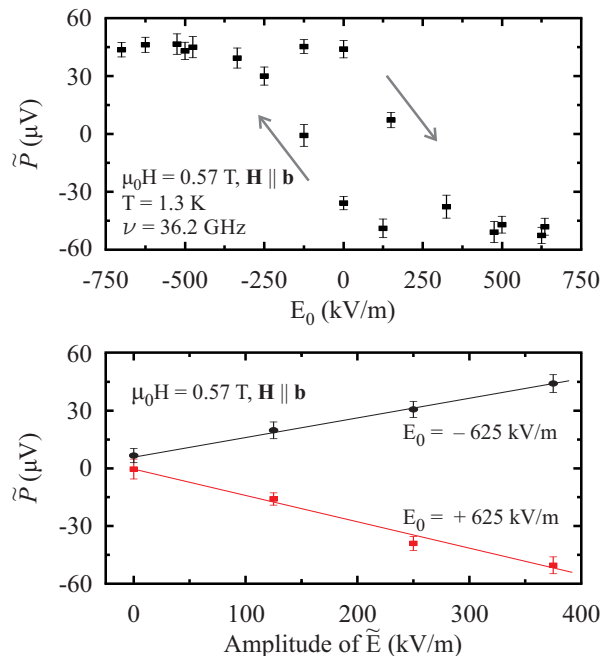 60
30
0
-30
-60
P̃ (μV)
μ₀H = 0.57 T, H || b
T = 1.3 K
ν = 36.2 GHz
-750 -500 -250 0 250 500 750
E₀ (kV/m)
60
30
0
-30
-60
P̃ (μV)
μ₀H = 0.57 T, H || b
E₀ = – 625 kV/m
E₀ = + 625 kV/m
0 100 200 300 400
Amplitude of Ẽ (kV/m)